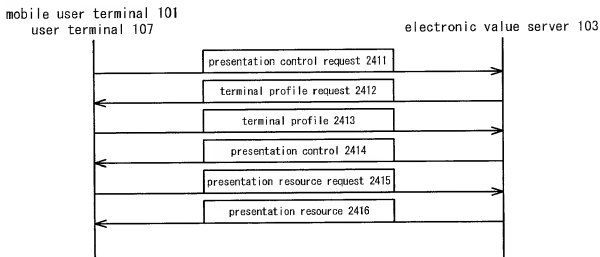 mobile user terminal 101
user terminal 107
electronic value server 103
presentation control request 2411
terminal profile request 2412
terminal profile 2413
presentation control 2414
presentation resource request 2415
presentation resource 2416